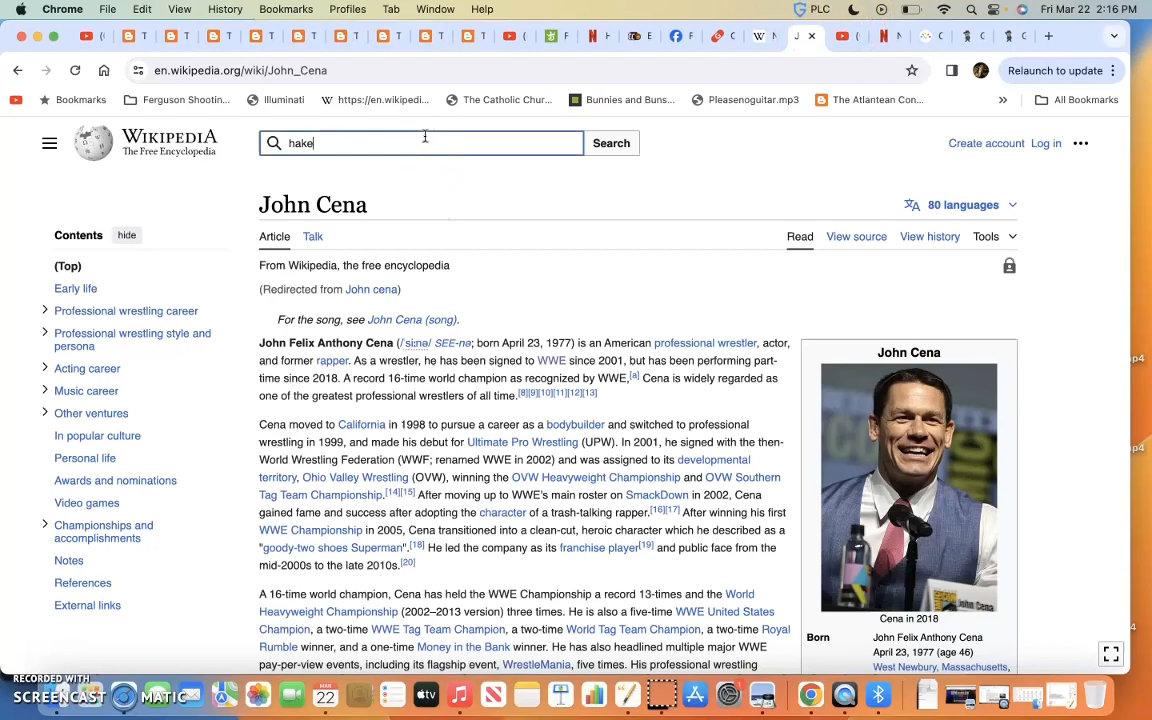 Chrome File Edit View History Bookmarks Profiles Tab Window Help PLC Fri Mar 22 2:16 PM
T T T T T T T T F H E F C W N J N C C C
en.wikipedia.org/wiki/John_Cena Relaunch to update
Bookmarks Ferguson Shootin... Illuminati https://en.wikipedi... The Catholic Chur... Bunnies and Buns... Pleasenoguitar.mp3 The Atlantean Con... » All Bookmarks
WIKIPEDIA
The Free Encyclopedia
hake
Search
Create account Log in
John Cena
80 languages
Contents hide
Article Talk Read View source View history Tools
(Top)
Early life
Professional wrestling career
Professional wrestling style and
persona
Acting career
Music career
Other ventures
In popular culture
Personal life
Awards and nominations
Video games
Championships and
accomplishments
Notes
References
External links
From Wikipedia, the free encyclopedia
(Redirected from John cena)
For the song, see John Cena (song).
John Felix Anthony Cena (/ˈsiːnə/ SEE-nə; born April 23, 1977) is an American professional wrestler, actor,
and former rapper. As a wrestler, he has been signed to WWE since 2001, but has been performing part-
time since 2018. A record 16-time world champion as recognized by WWE,[a] Cena is widely regarded as
one of the greatest professional wrestlers of all time.[8][9][10][11][12][13]
Cena moved to California in 1998 to pursue a career as a bodybuilder and switched to professional
wrestling in 1999, and made his debut for Ultimate Pro Wrestling (UPW). In 2001, he signed with the then-
World Wrestling Federation (WWF; renamed WWE in 2002) and was assigned to its developmental
territory, Ohio Valley Wrestling (OVW), winning the OVW Heavyweight Championship and OVW Southern
Tag Team Championship.[14][15] After moving up to WWE's main roster on SmackDown in 2002, Cena
gained fame and success after adopting the character of a trash-talking rapper.[16][17] After winning his first
WWE Championship in 2005, Cena transitioned into a clean-cut, heroic character which he described as a
"goody-two shoes Superman".[18] He led the company as its franchise player[19] and public face from the
mid-2000s to the late 2010s.[20]
A 16-time world champion, Cena has held the WWE Championship a record 13-times and the World
Heavyweight Championship (2002–2013 version) three times. He is also a five-time WWE United States
Champion, a two-time WWE Tag Team Champion, a two-time World Tag Team Champion, a two-time Royal
Rumble winner, and a one-time Money in the Bank winner. He has also headlined multiple major WWE
pay-per-view events, including its flagship event, WrestleMania, five times. His professional wrestling
John Cena
John Cena
Cena in 2018
Born John Felix Anthony Cena
April 23, 1977 (age 46)
West Newbury, Massachusetts,
mp4
mp4
4
RECORDED WITH
SCREENCAST MATIC
MAR
22
tv